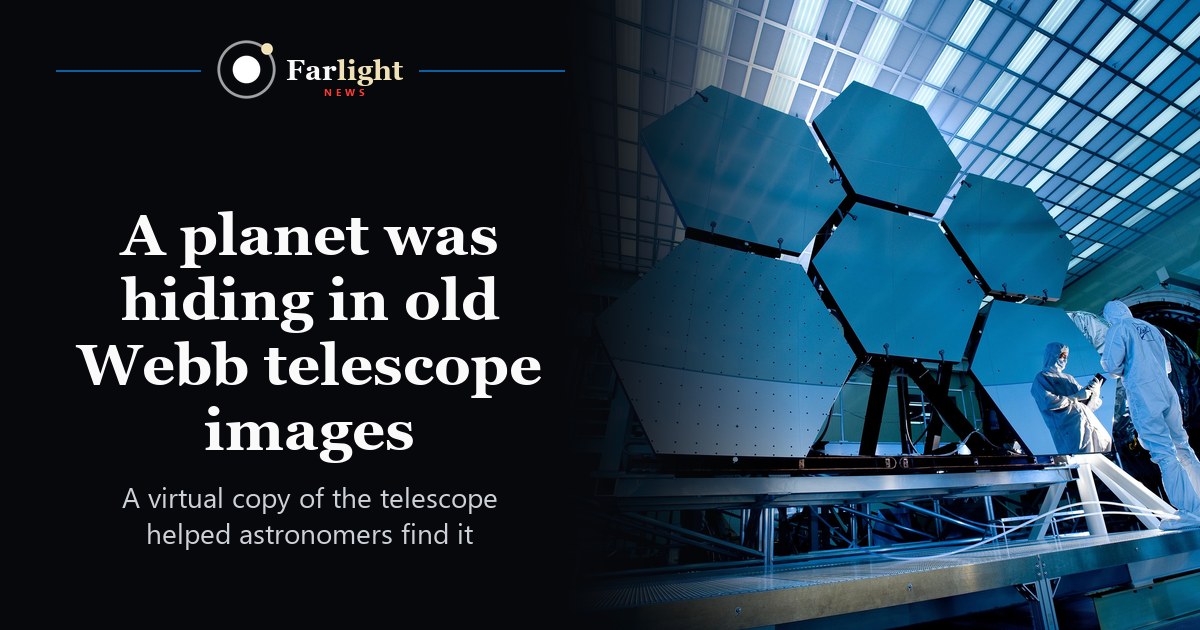 Farlight
NEWS
A planet was
hiding in old
Webb telescope
images
A virtual copy of the telescope
helped astronomers find it